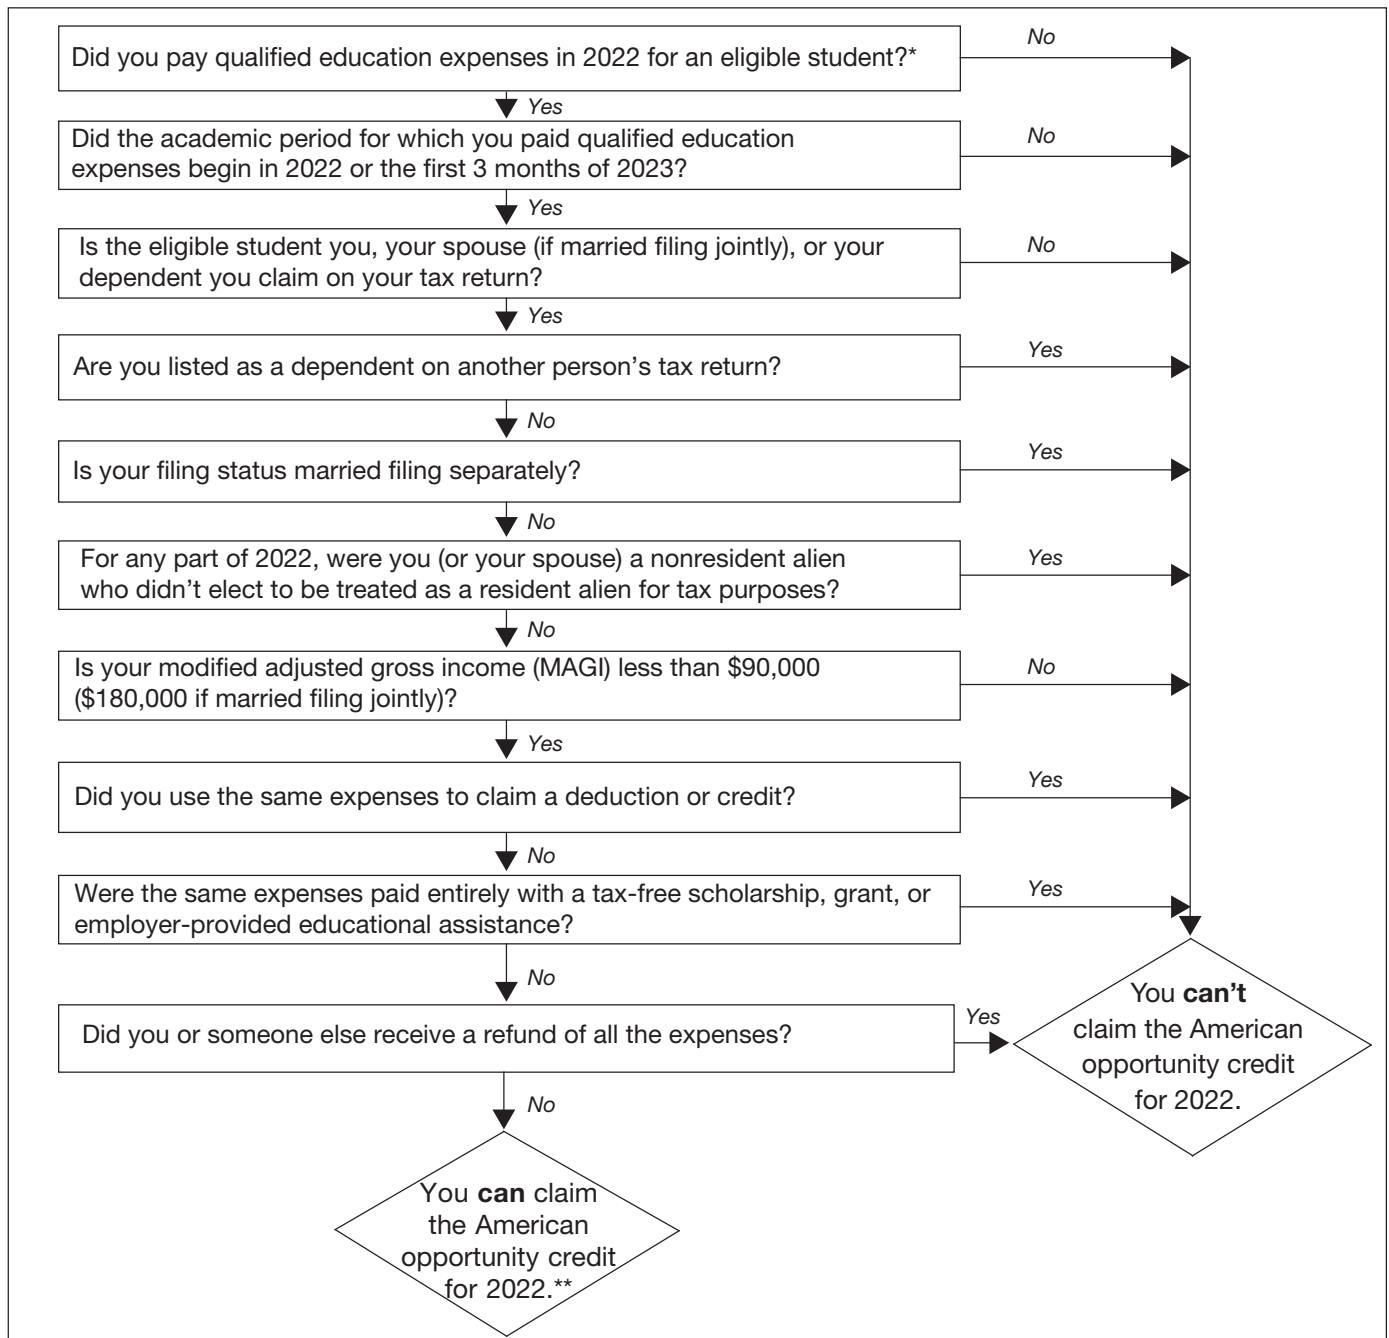 Did you pay qualified education expenses in 2022 for an eligible student?*
No
Yes
Did the academic period for which you paid qualified education
expenses begin in 2022 or the first 3 months of 2023?
No
Yes
Is the eligible student you, your spouse (if married filing jointly), or your
dependent you claim on your tax return?
No
Yes
Are you listed as a dependent on another person’s tax return?
Yes
No
Is your filing status married filing separately?
Yes
No
For any part of 2022, were you (or your spouse) a nonresident alien
who didn’t elect to be treated as a resident alien for tax purposes?
Yes
No
Is your modified adjusted gross income (MAGI) less than $90,000
($180,000 if married filing jointly)?
No
Yes
Did you use the same expenses to claim a deduction or credit?
Yes
No
Were the same expenses paid entirely with a tax-free scholarship, grant, or
employer-provided educational assistance?
Yes
No
Did you or someone else receive a refund of all the expenses?
Yes
You can’t
claim the American
opportunity credit
for 2022.
No
You can claim
the American
opportunity credit
for 2022.**